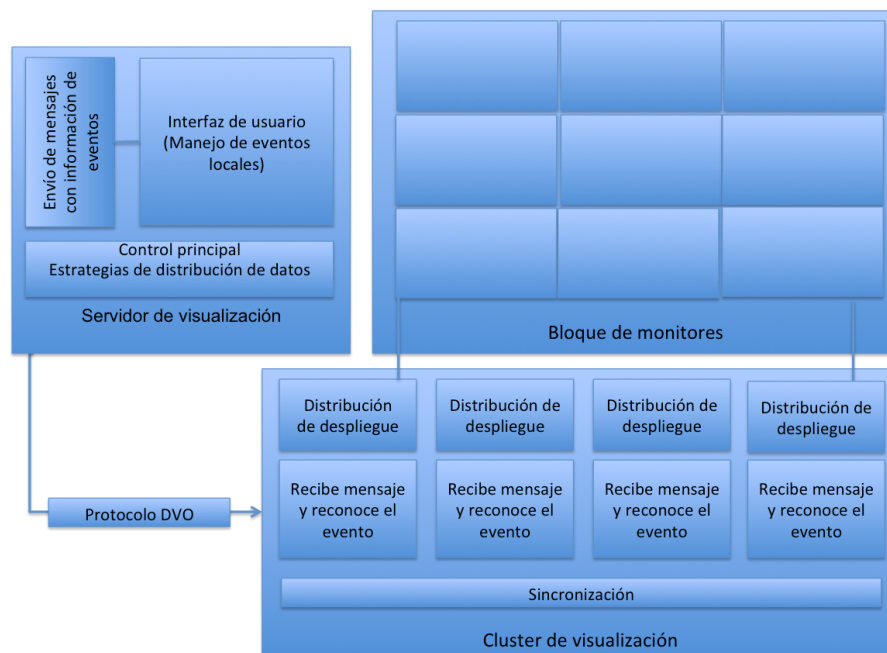 Envío de mensajes
con información de
eventos
Interfaz de usuario
(Manejo de eventos
locales)
Control principal
Estrategias de distribución de datos
Servidor de visualización
Bloque de monitores
Distribución
de despliegue
Distribución de
despliegue
Distribución de
despliegue
Distribución de
despliegue
Recibe mensaje
y reconoce el
evento
Recibe mensaje
y reconoce el
evento
Recibe mensaje
y reconoce el
evento
Recibe mensaje
y reconoce el
evento
Protocolo DVO
Sincronización
Cluster de visualización